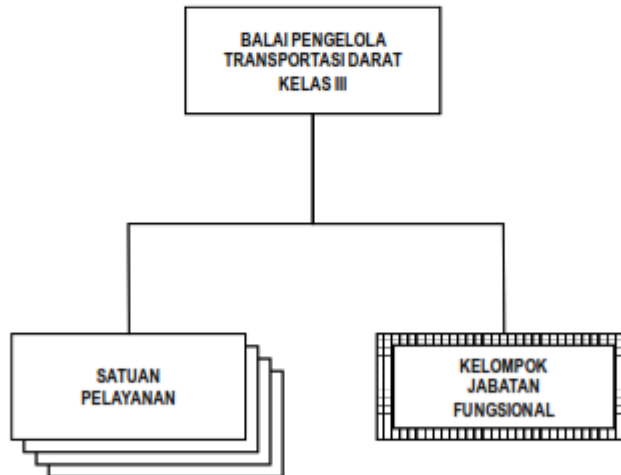 BALAI PENGELOLA
TRANSPORTASI DARAT
KELAS III
SATUAN
PELAYANAN
KELOMPOK
JABATAN
FUNGSIONAL